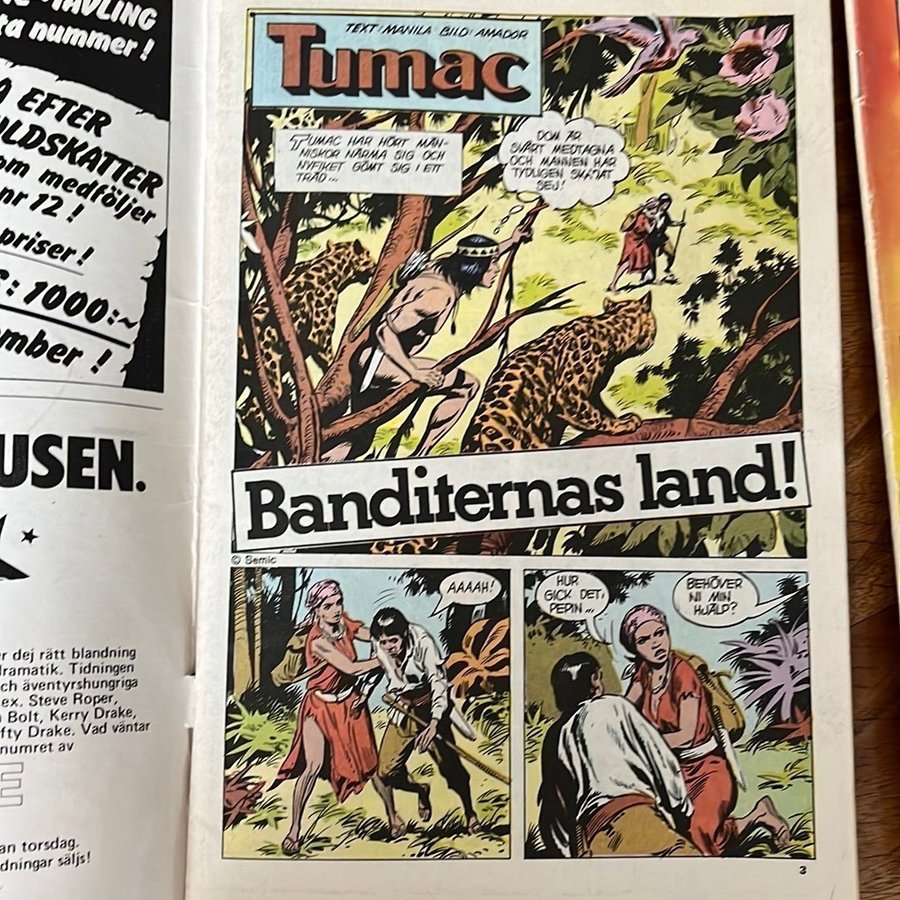 TÄVLING
ta nummer!
EFTER
ULDSKATTER
om medföljer
nr 12!
priser!
: 1000:~
mber!
USEN.
r dej rätt blandning
dramatik. Tidningen
ch äventyrshungriga
ex. Steve Roper,
Bolt, Kerry Drake,
fty Drake. Vad väntar
numret av
E
an torsdag.
dningar säljs!
TEXT: MANILA BILD: AMADOR
Tumac
TUMAC HAR HÖRT MÄN-
NISKOR NÄRMA SIG OCH
NYFIKET GÖMT SIG I ETT
TRÄD...
DOM ÄR
SVÅRT MEDTAGNA
OCH MANNEN HAR
TYDLIGEN SKADAT
SEJ!
Banditernas land!
© Semic
AAAAH!
HUR
GICK DET,
PEPIN...
BEHÖVER
NI MIN
HJÄLP?
3